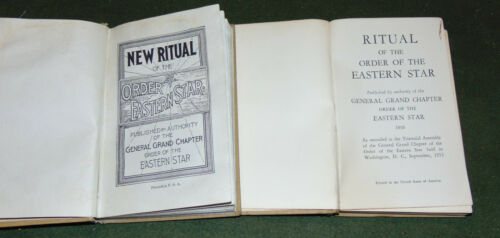 NEW RITUAL
OF THE
ORDER OF THE
EASTERN STAR:
PUBLISHED BY AUTHORITY
OF THE
GENERAL GRAND CHAPTER
ORDER OF THE
EASTERN STAR
RITUAL
OF THE
ORDER OF THE
EASTERN STAR
Published by authority of the
GENERAL GRAND CHAPTER
ORDER OF THE
EASTERN STAR
As amended at the Triennial Assembly
of the General Grand Chapter of the
Order of the Eastern Star held in
Washington, D. C., September,
Printed in the United States of America